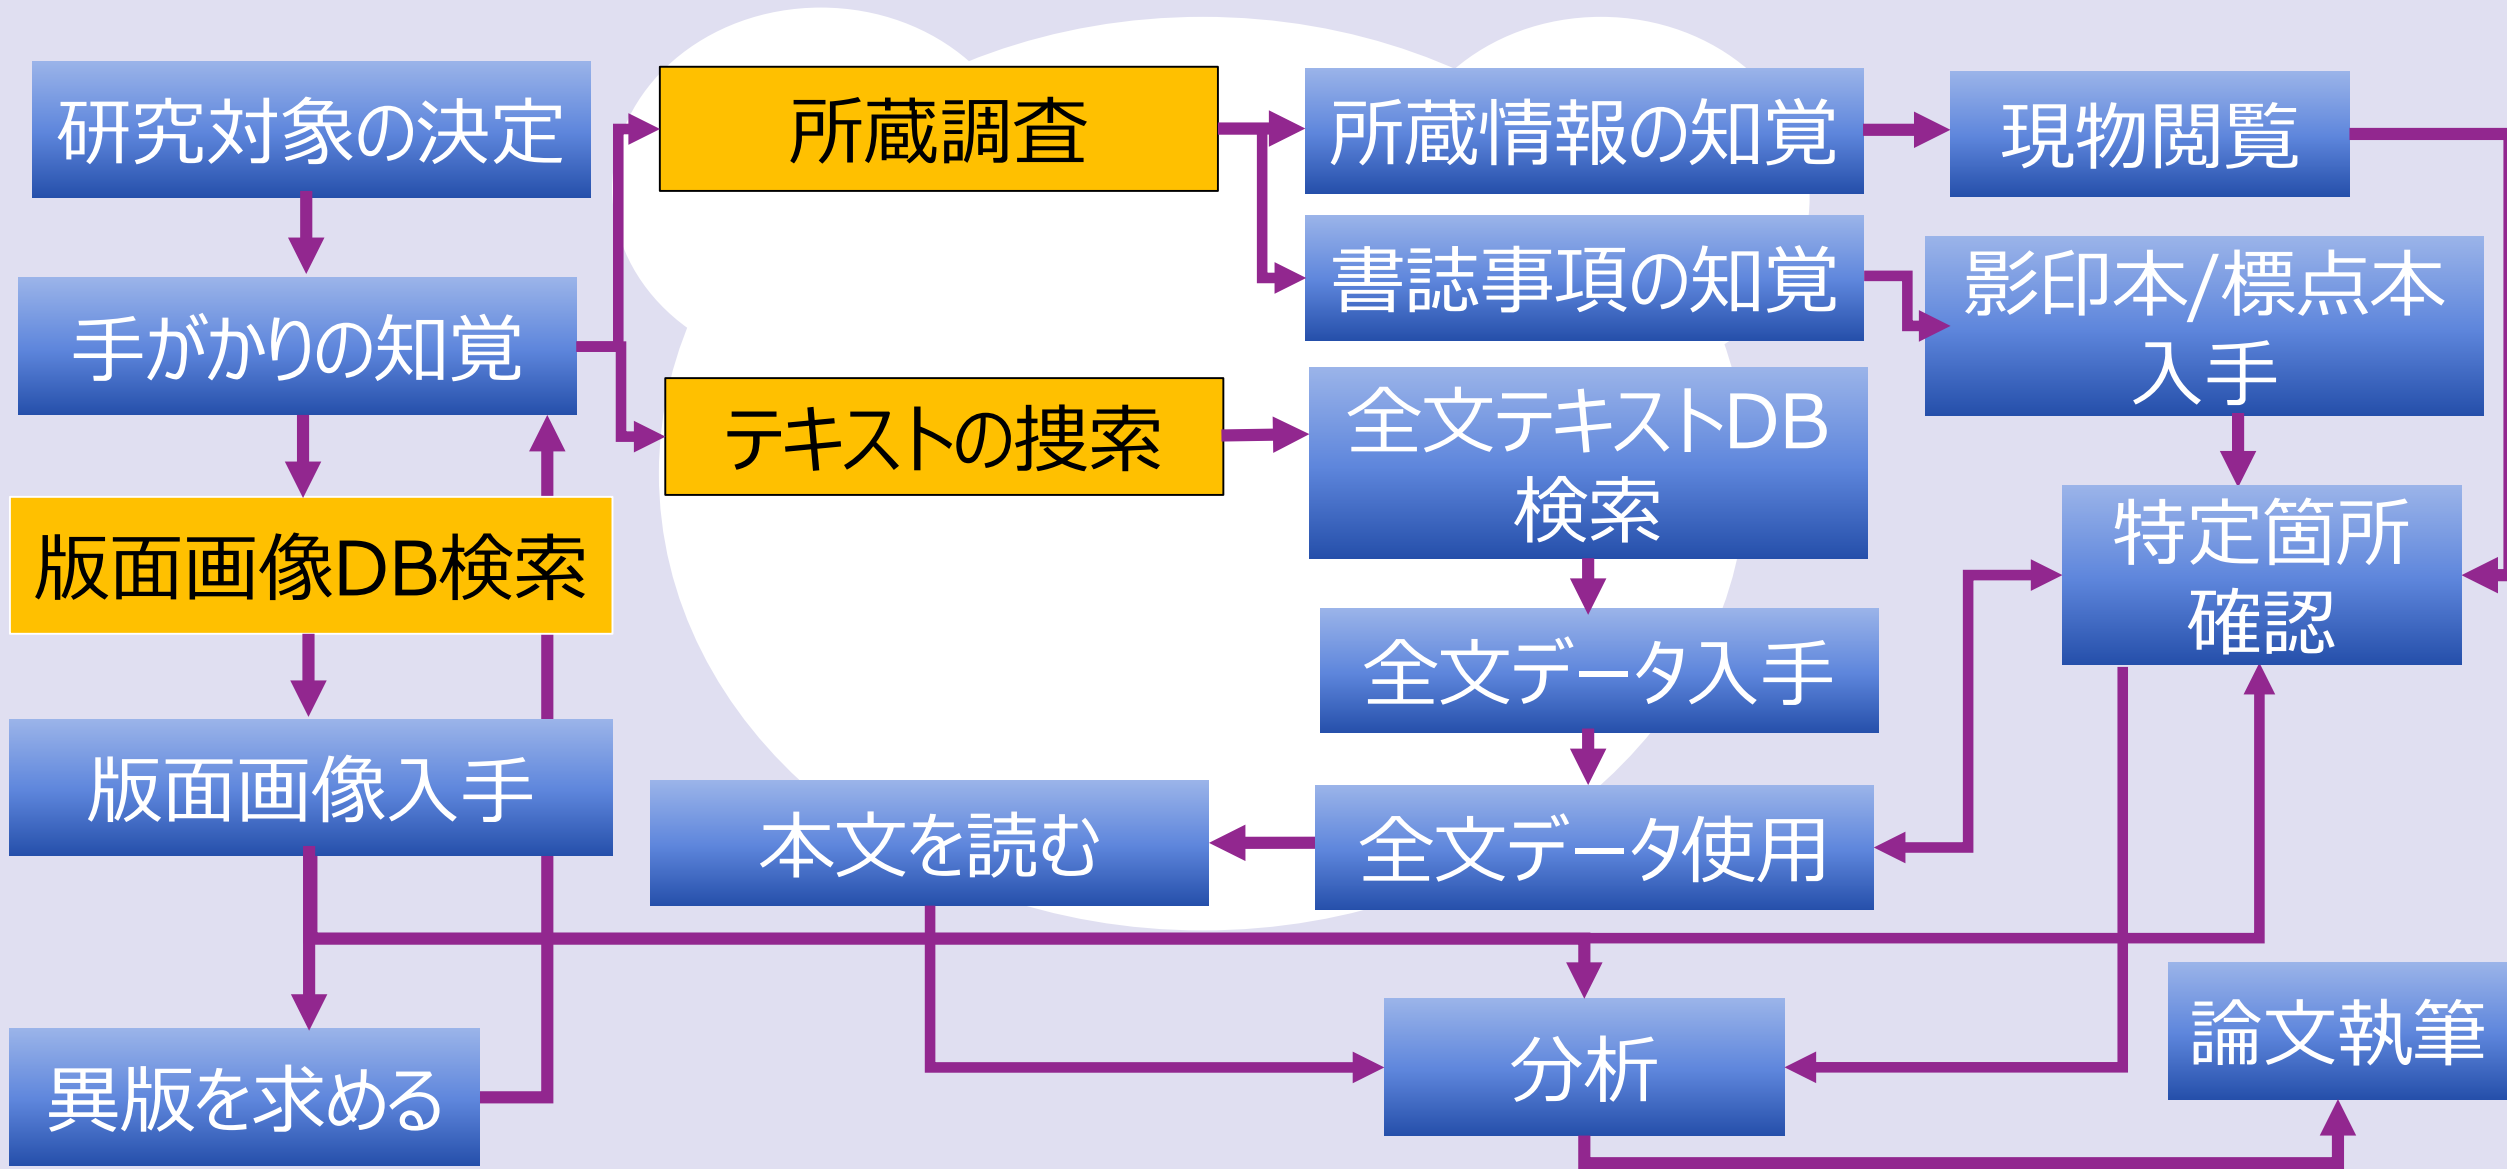 研究対象の決定
所蔵調査
所蔵情報の知覚
現物閲覧
書誌事項の知覚
影印本/標点本
入手
手がかりの知覚
テキストの捜索
全文テキストDB
検索
特定箇所
確認
版面画像DB検索
全文データ入手
版面画像入手
本文を読む
全文データ使用
論文執筆
分析
異版を求める